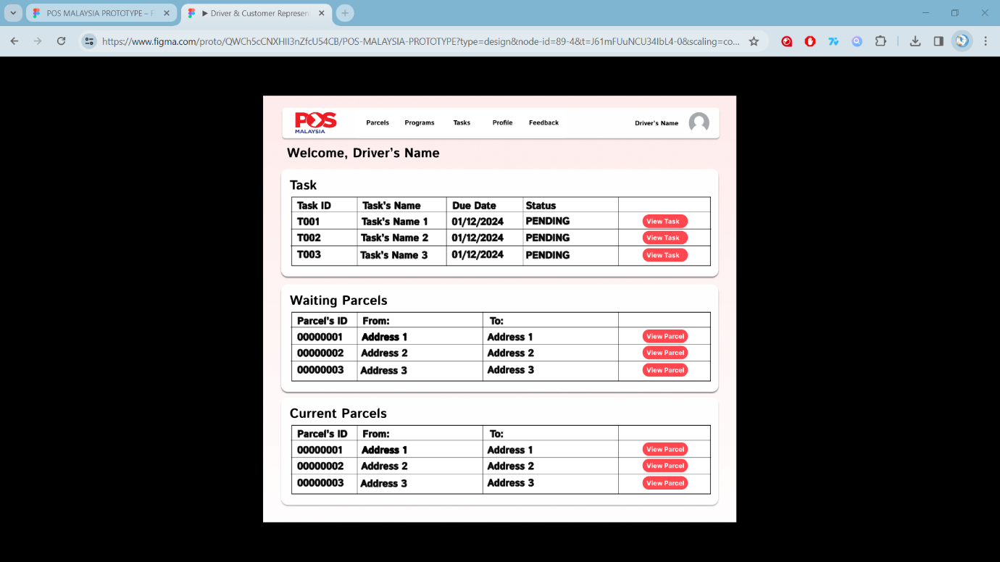 POS MALAYSIA PROTOTYPE – F
Driver & Customer Represen
https://www.figma.com/proto/QWCh5cCNXHII3nZfcU54CB/POS-MALAYSIA-PROTOTYPE?type=design&node-id=89-4&t=J61mFUuNCU34IbL4-0&scaling=co...
POS MALAYSIA
Parcels Programs Tasks Profile Feedback Driver's Name
Welcome, Driver's Name
Task
Task ID Task's Name Due Date Status
T001 Task's Name 1 01/12/2024 PENDING View Task
T002 Task's Name 2 01/12/2024 PENDING View Task
T003 Task's Name 3 01/12/2024 PENDING View Task
Waiting Parcels
Parcel's ID From: To:
00000001 Address 1 Address 1 View Parcel
00000002 Address 2 Address 2 View Parcel
00000003 Address 3 Address 3 View Parcel
Current Parcels
Parcel's ID From: To:
00000001 Address 1 Address 1 View Parcel
00000002 Address 2 Address 2 View Parcel
00000003 Address 3 Address 3 View Parcel